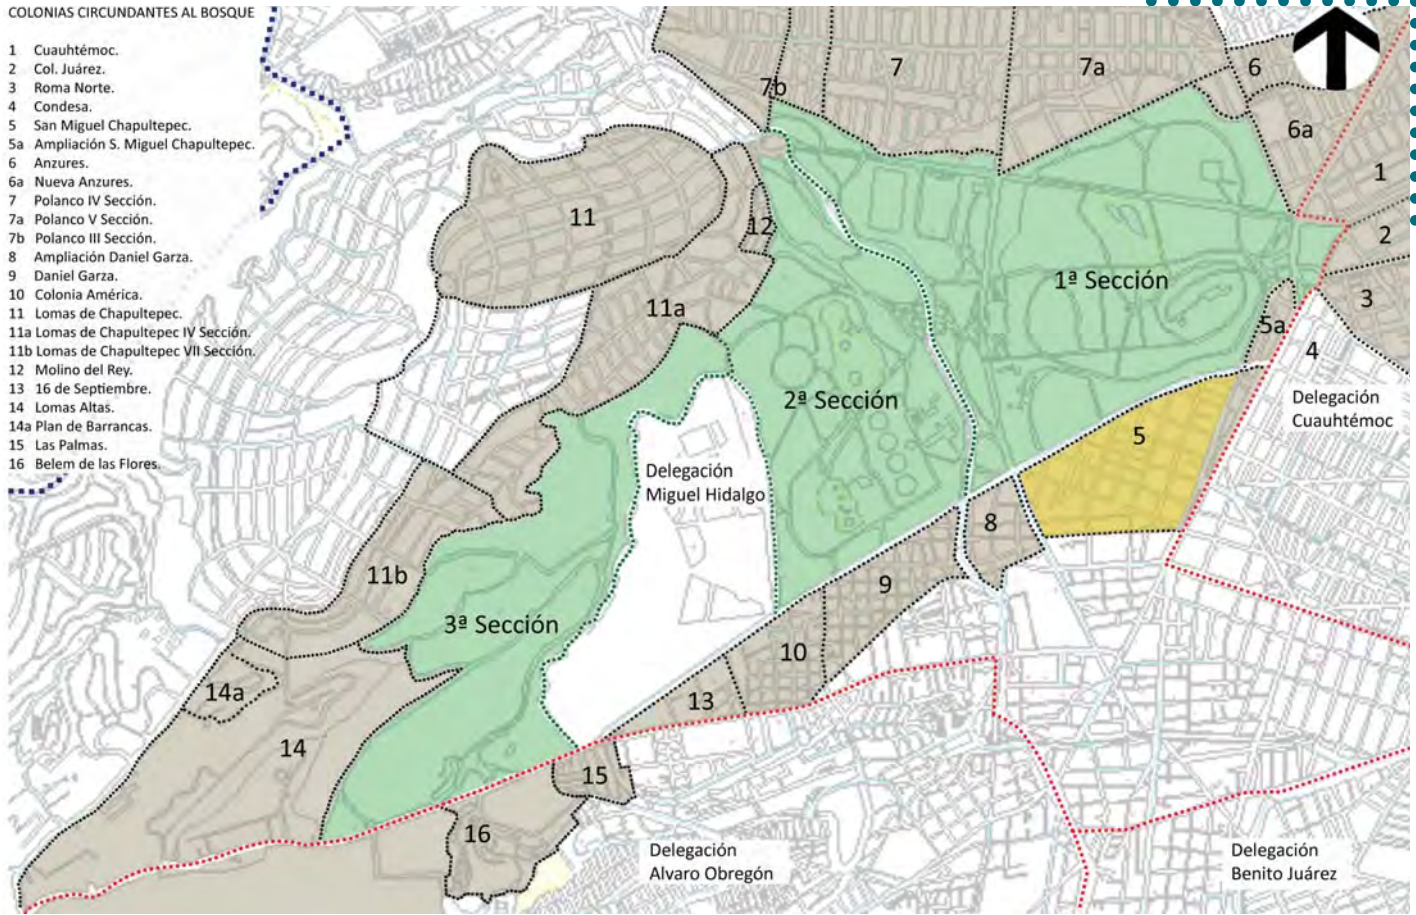 COLONIAS CIRCUNDANTES AL BOSQUE
1 Cuauhtémoc.
2 Col. Juárez.
3 Roma Norte.
4 Condesa.
5 San Miguel Chapultepec.
5a Ampliación S. Miguel Chapultepec.
6 Anzures.
6a Nueva Anzures.
7 Polanco IV Sección.
7a Polanco V Sección.
7b Polanco III Sección.
8 Ampliación Daniel Garza.
9 Daniel Garza.
10 Colonia América.
11 Lomas de Chapultepec.
11a Lomas de Chapultepec IV Sección.
11b Lomas de Chapultepec VII Sección.
12 Molino del Rey.
13 16 de Septiembre.
14 Lomas Altas.
14a Plan de Barrancas.
15 Las Palmas.
16 Belem de las Flores.
7b
7
7a
6
6a
1
2
3
11
12
1ª Sección
11a
5a
4
Delegación
Cuauhtémoc
2ª Sección
5
Delegación
Miguel Hidalgo
8
11b
9
3ª Sección
10
14a
13
14
15
16
Delegación
Alvaro Obregón
Delegación
Benito Juárez